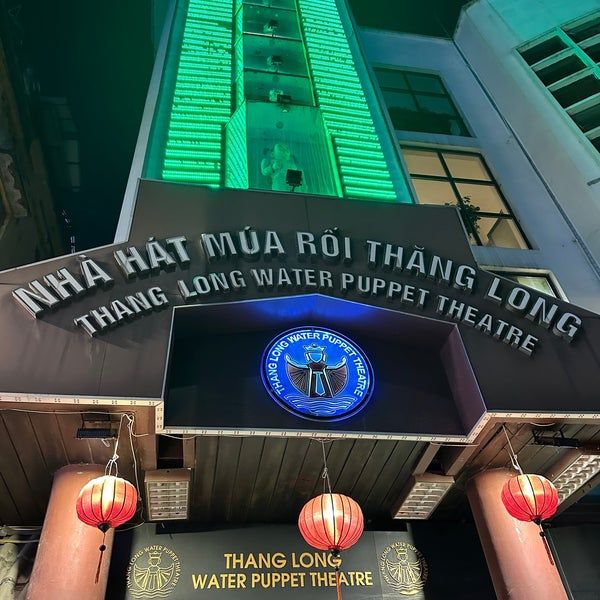 NHÀ HÁT MÚA RỐI THĂNG LONG
THANG LONG WATER PUPPET THEATRE
THANG LONG WATER PUPPET THEATRE
THANG LONG
WATER PUPPET THEATRE